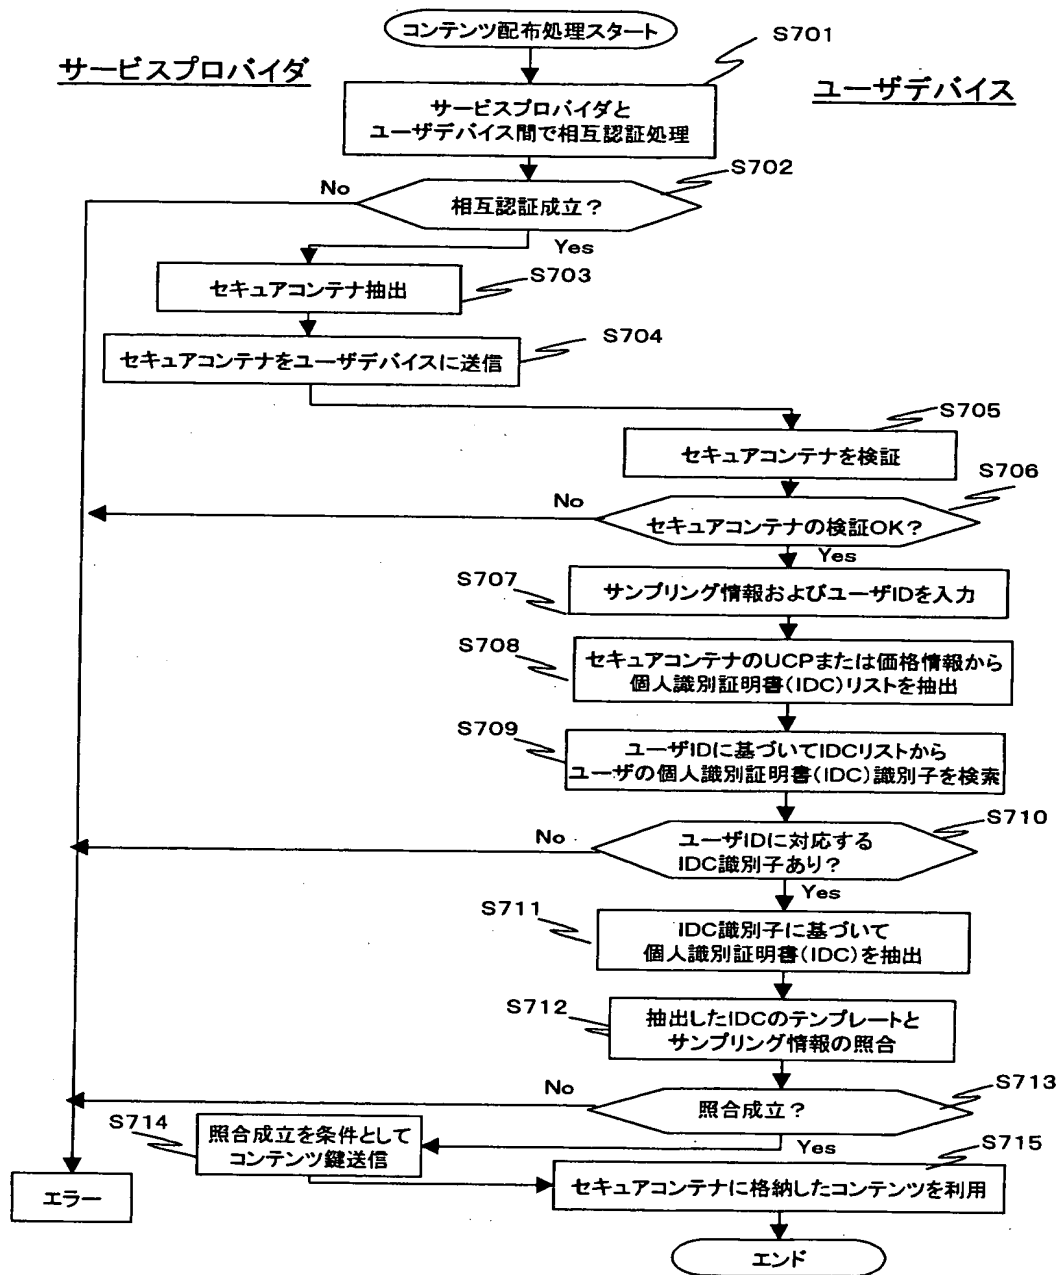 コンテンツ配布処理スタート
S701
サービスプロバイダ
ユーザデバイス
サービスプロバイダと
ユーザデバイス間で相互認証処理
S702
No
相互認証成立?
Yes
S703
セキュアコンテナ抽出
S704
セキュアコンテナをユーザデバイスに送信
S705
セキュアコンテナを検証
S706
No
セキュアコンテナの検証OK?
Yes
S707
サンプリング情報およびユーザIDを入力
S708
セキュアコンテナのUCPまたは価格情報から
個人識別証明書(IDC)リストを抽出
S709
ユーザIDに基づいてIDCリストから
ユーザの個人識別証明書(IDC)識別子を検索
S710
No
ユーザIDに対応する
IDC識別子あり?
Yes
S711
IDC識別子に基づいて
個人識別証明書(IDC)を抽出
S712
抽出したIDCのテンプレートと
サンプリング情報の照合
S713
No
照合成立?
Yes
S714
照合成立を条件として
コンテンツ鍵送信
S715
セキュアコンテナに格納したコンテンツを利用
エラー
エンド